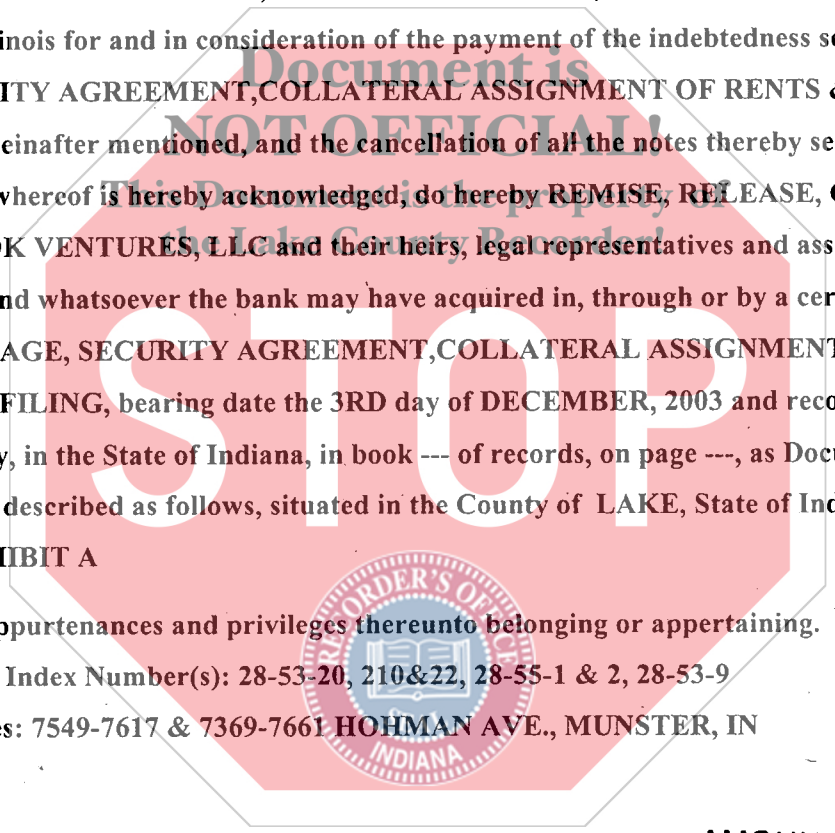 inois for and in consideration of the payment of the indebtedness se
Document is
ITY AGREEMENT,COLLATERAL ASSIGNMENT OF RENTS &
NOT OFFICIAL!
einafter mentioned, and the cancellation of all the notes thereby se
This Document is the property of
whereof is hereby acknowledged, do hereby REMISE, RELEASE,
the Lake County Recorder!
OK VENTURES, LLC and their heirs, legal representatives and ass
nd whatsoever the bank may have acquired in, through or by a cer
AGE, SECURITY AGREEMENT,COLLATERAL ASSIGNMENT
STOP
FILING, bearing date the 3RD day of DECEMBER, 2003 and reco
y, in the State of Indiana, in book --- of records, on page ---, as Doc
described as follows, situated in the County of LAKE, State of Ind
HIBIT A
RECORDER'S OFFICE
ppurtenances and privileges thereunto belonging or appertaining.
Index Number(s): 28-53-20, 210&22, 28-55-1 & 2, 28-53-9
SEAL
es: 7549-7617 & 7369-7661 HOHMAN AVE., MUNSTER, IN
INDIANA